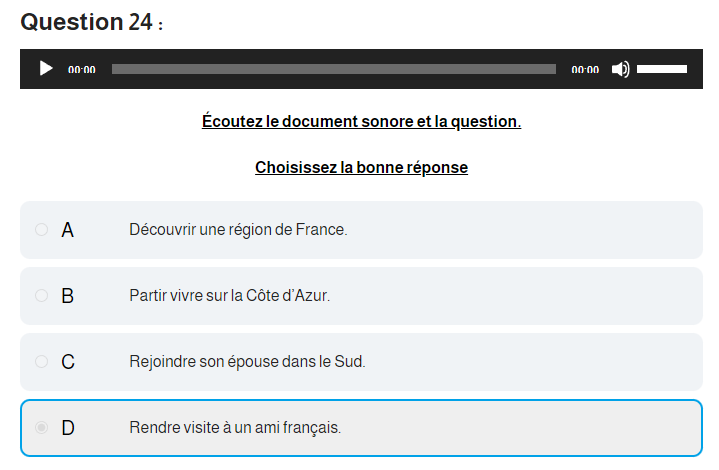 Question 24 :
00:00 00:00
Écoutez le document sonore et la question.
Choisissez la bonne réponse
A Découvrir une région de France.
B Partir vivre sur la Côte d’Azur.
C Rejoindre son épouse dans le Sud.
D Rendre visite à un ami français.